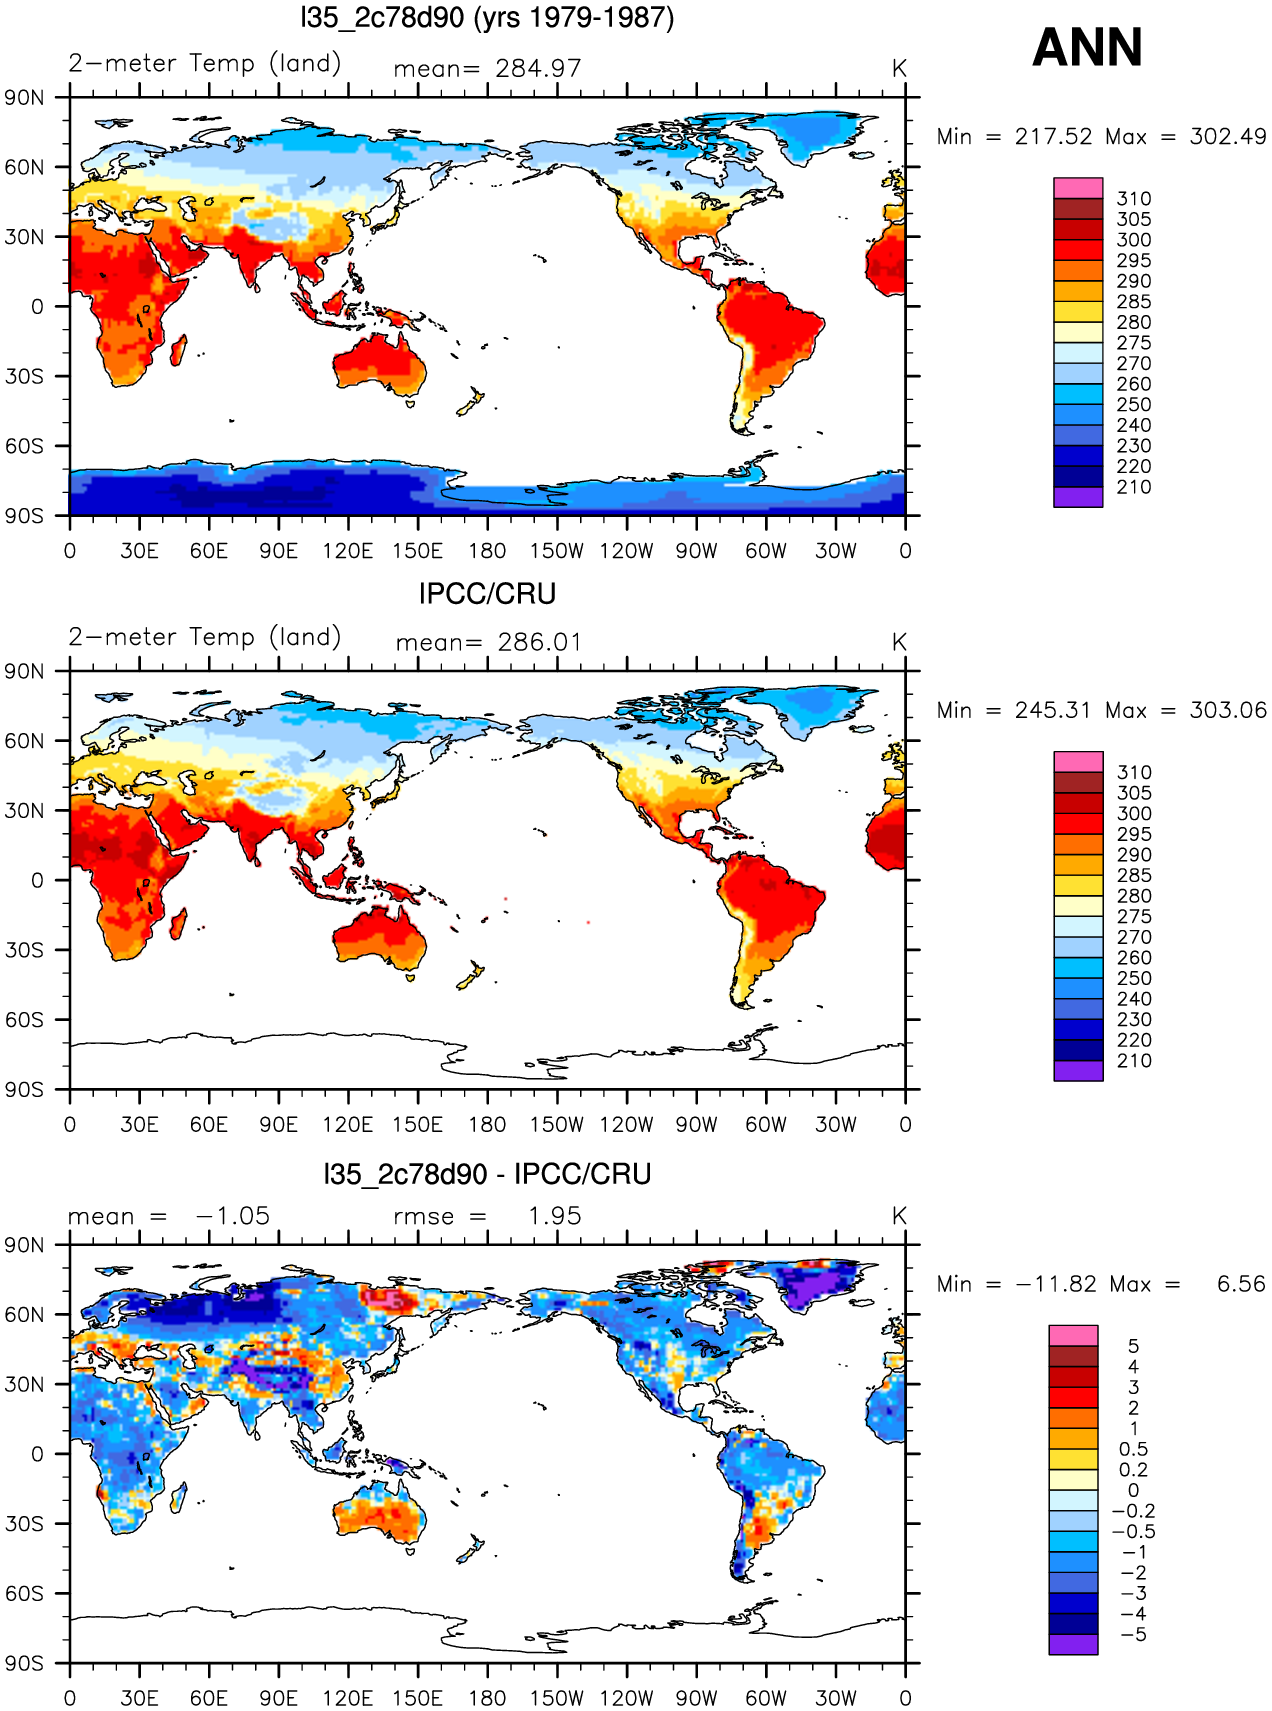 l35_2c78d90 (yrs 1979-1987)
ANN
2-meter Temp (land) mean= 284.97 K
Min = 217.52 Max = 302.49
90N
60N
30N
0
30S
60S
90S
0 30E 60E 90E 120E 150E 180 150W 120W 90W 60W 30W 0
310
305
300
295
290
285
280
275
270
260
250
240
230
220
210
IPCC/CRU
2-meter Temp (land) mean= 286.01 K
Min = 245.31 Max = 303.06
90N
60N
30N
0
30S
60S
90S
0 30E 60E 90E 120E 150E 180 150W 120W 90W 60W 30W 0
310
305
300
295
290
285
280
275
270
260
250
240
230
220
210
l35_2c78d90 - IPCC/CRU
mean = -1.05 rmse = 1.95 K
Min = -11.82 Max = 6.56
90N
60N
30N
0
30S
60S
90S
0 30E 60E 90E 120E 150E 180 150W 120W 90W 60W 30W 0
5
4
3
2
1
0.5
0.2
0
-0.2
-0.5
-1
-2
-3
-4
-5